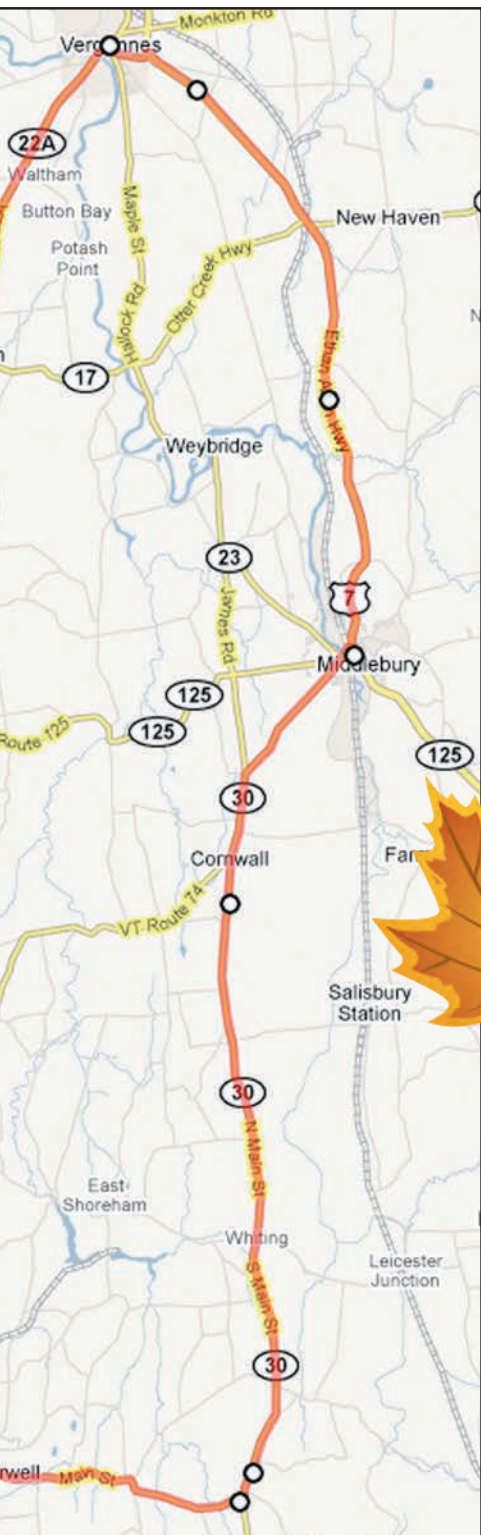 Monkton Rd
Vergennes
22A
Waltham
Button Bay
Maple St
New Haven
Potash
Point
Otter Creek Hwy
Hallock Rd
17
Ethan Allen Hwy
Weybridge
23
7
James Rd
Middlebury
125
125
Route 125
125
30
Cornwall
VT Route 74
Salisbury
Station
30
N Main St
East
Shoreham
Whiting
Leicester
Junction
S Main St
30
rwell
Main St